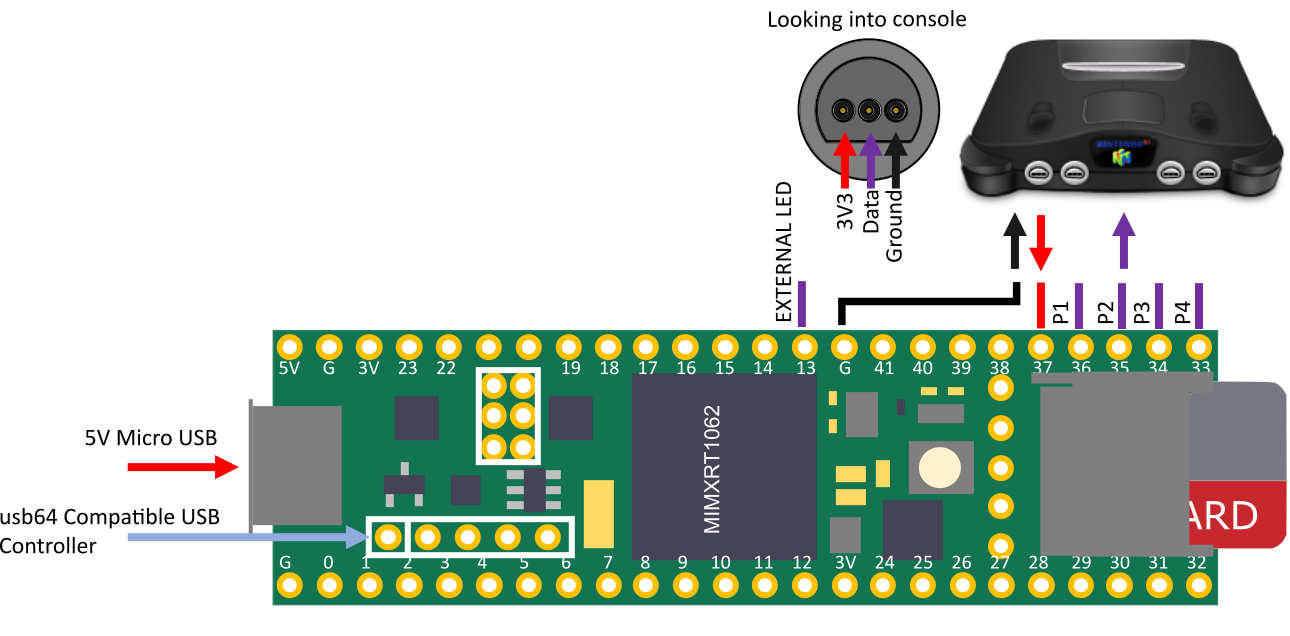 Looking into console
NINTENDO
3V3
Data
Ground
EXTERNAL LED
P1
P2
P3
P4
5V G 3V 23 22 19 18 17 16 15 14 13 G 41 40 39 38 37 36 35 34 33
5V Micro USB
MIMXRT1062
usb64 Compatible USB
Controller
ARD
G 0 1 2 3 4 5 6 7 8 9 10 11 12 3V 24 25 26 27 28 29 30 31 32